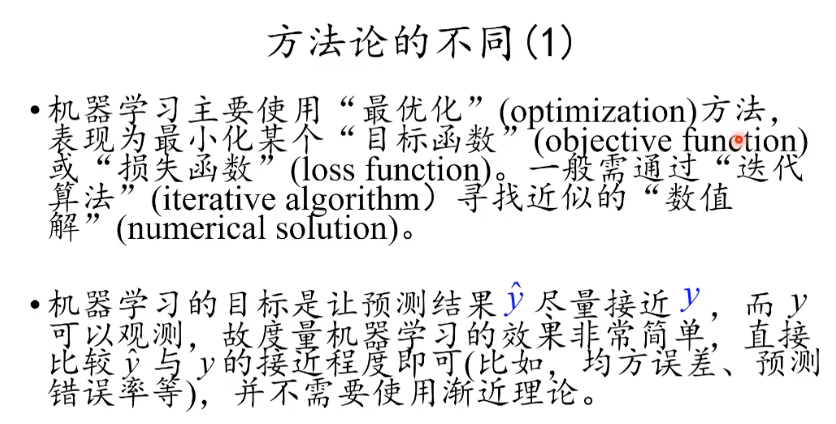 方法论的不同(1)
•机器学习主要使用“最优化”(optimization)方法，
表现为最小化某个“目标函数”(objective function)
或“损失函数”(loss function)。一般需通过“迭代
算法”(iterative algorithm）寻找近似的“数值
解”(numerical solution)。
•机器学习的目标是让预测结果 ŷ 尽量接近 y ，而 y
可以观测，故度量机器学习的效果非常简单，直接
比较 ŷ 与 y 的接近程度即可(比如，均方误差、预测
错误率等)，并不需要使用渐近理论。